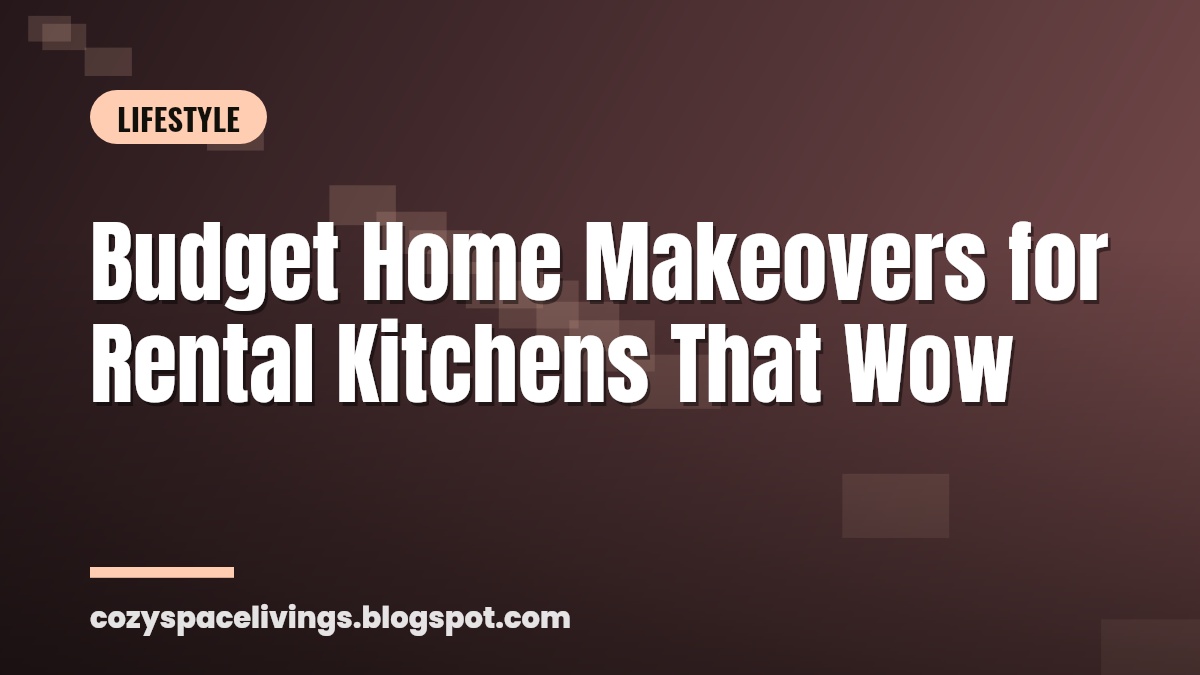 LIFESTYLE
Budget Home Makeovers for
Rental Kitchens That Wow
cozyspacelivings.blogspot.com